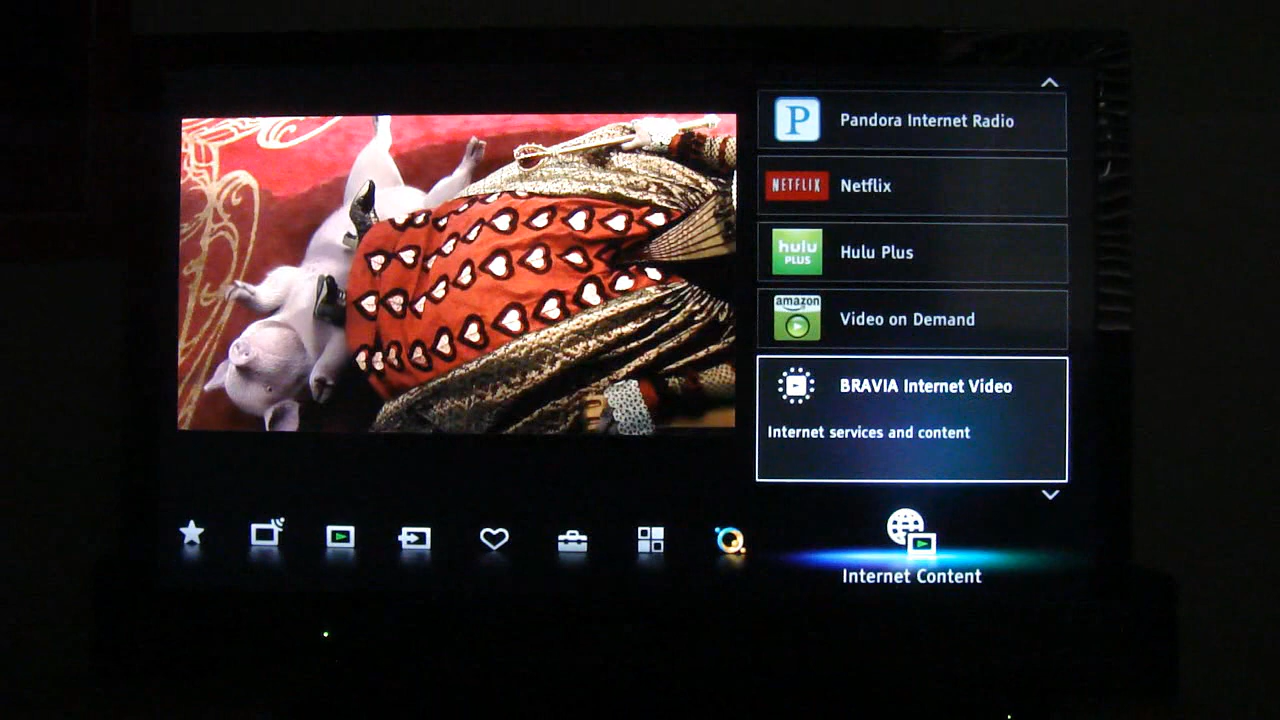 P
Pandora Internet Radio
NETFLIX
Netflix
hulu
PLUS
Hulu Plus
amazon
Video on Demand
BRAVIA Internet Video
Internet services and content
Internet Content